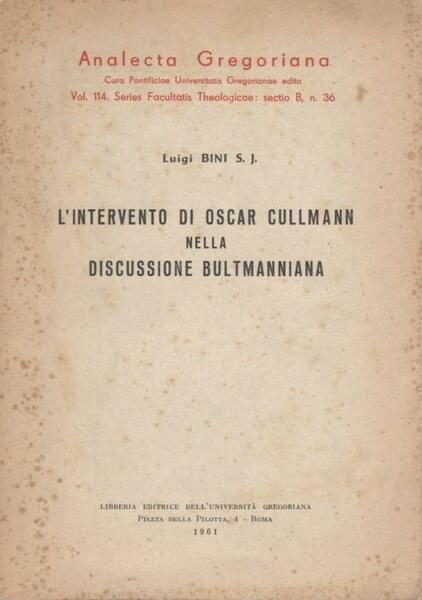 Analecta Gregoriana
Cura Pontificiae Universitatis Gregorianae edito
Vol. 114. Series Facultatis Theologicae: sectio B, n. 36
Luigi BINI S. J.
L'INTERVENTO DI OSCAR CULLMANN
NELLA
DISCUSSIONE BULTMANNIANA
LIBRERIA EDITRICE DELL'UNIVERSITÀ GREGORIANA
PIAZZA DELLA PILOTTA, 4 - ROMA
1961